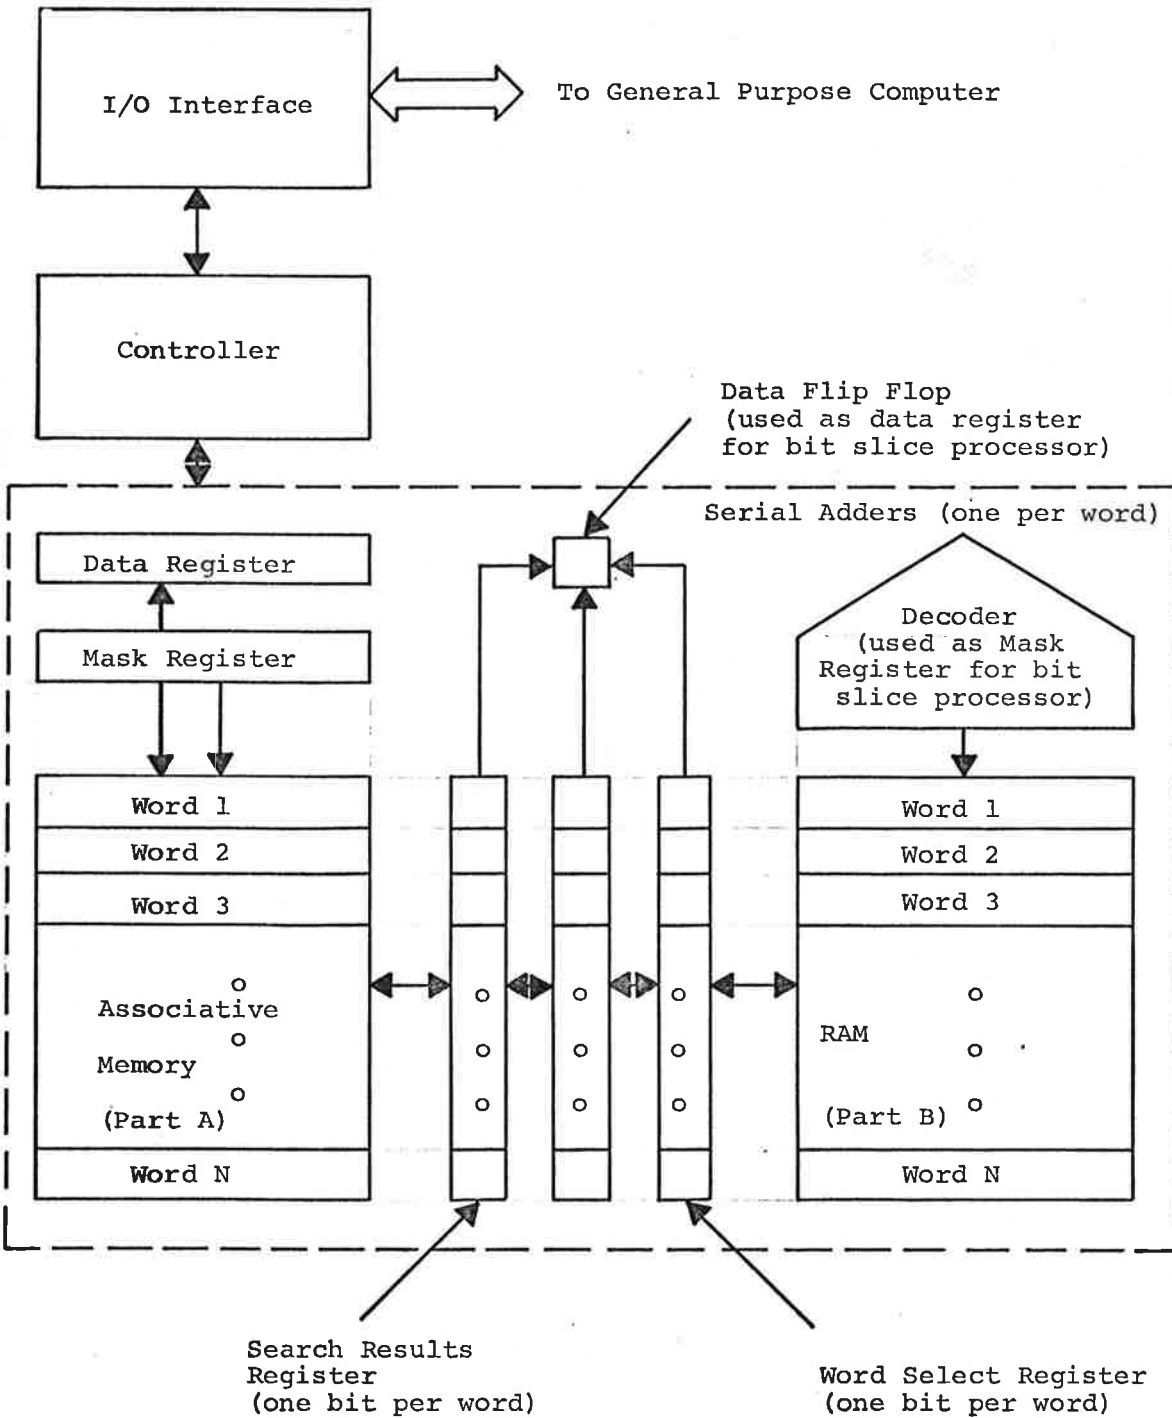 I/O Interface
To General Purpose Computer
Controller
Data Flip Flop
(used as data register
for bit slice processor)
Serial Adders (one per word)
Data Register
Mask Register
Decoder
(used as Mask
Register for bit
slice processor)
Word 1
Word 2
Word 3
Associative
Memory
(Part A)
Word N
Word 1
Word 2
Word 3
RAM
(Part B)
Word N
Search Results
Register
(one bit per word)
Word Select Register
(one bit per word)